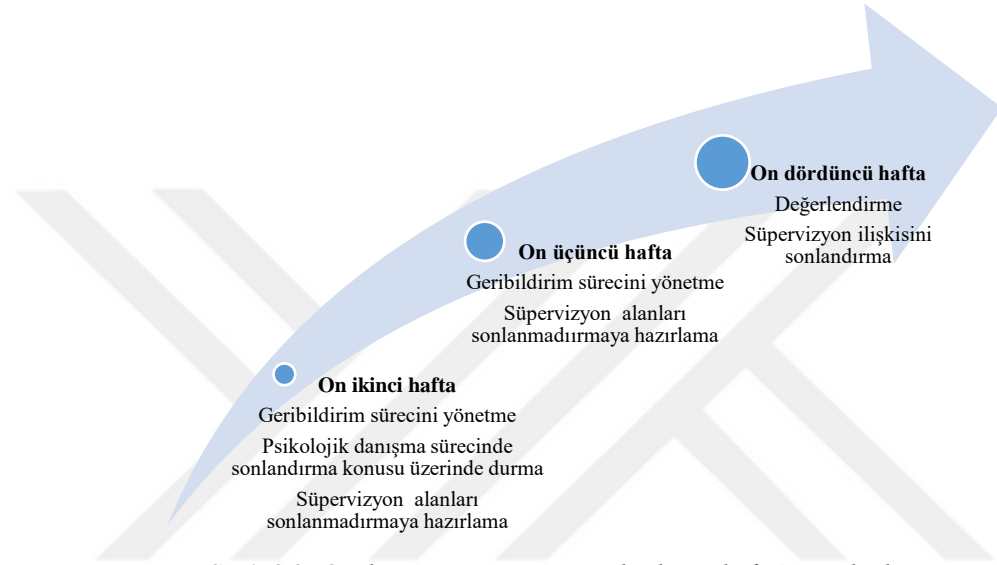 On ikinci hafta
Geribildirim sürecini yönetme
Psikolojik danışma sürecinde
sonlandırma konusu üzerinde durma
Süpervizyon alanları
sonlanmadırmaya hazırlama
On üçüncü hafta
Geribildirim sürecini yönetme
Süpervizyon alanları
sonlanmadıırmaya hazırlama
On dördüncü hafta
Değerlendirme
Süpervizyon ilişkisini
sonlandırma